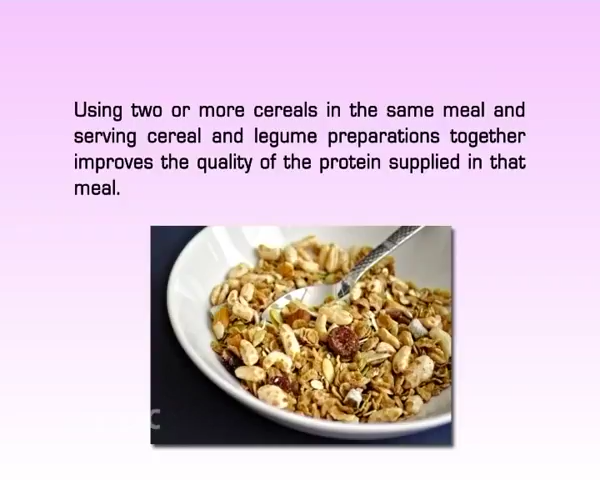 Using two or more cereals in the same meal and
serving cereal and legume preparations together
improves the quality of the protein supplied in that
meal.
C